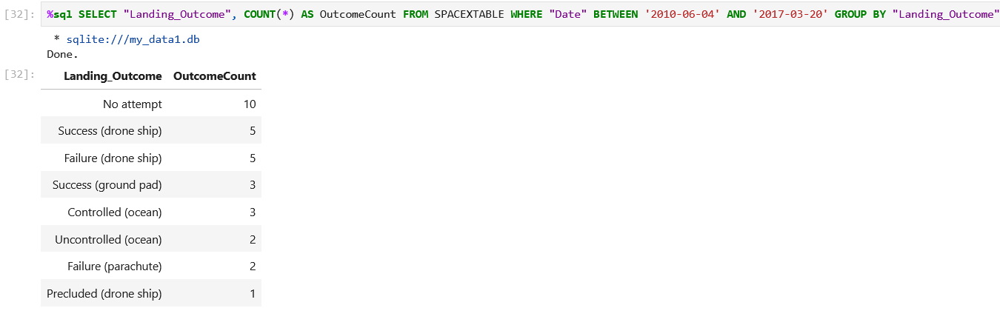 [32]: %sql SELECT "Landing_Outcome", COUNT(*) AS OutcomeCount FROM SPACEXTABLE WHERE "Date" BETWEEN '2010-06-04' AND '2017-03-20' GROUP BY "Landing_Outcome"
* sqlite:///my_data1.db
Done.
[32]: Landing_Outcome OutcomeCount
No attempt 10
Success (drone ship) 5
Failure (drone ship) 5
Success (ground pad) 3
Controlled (ocean) 3
Uncontrolled (ocean) 2
Failure (parachute) 2
Precluded (drone ship) 1